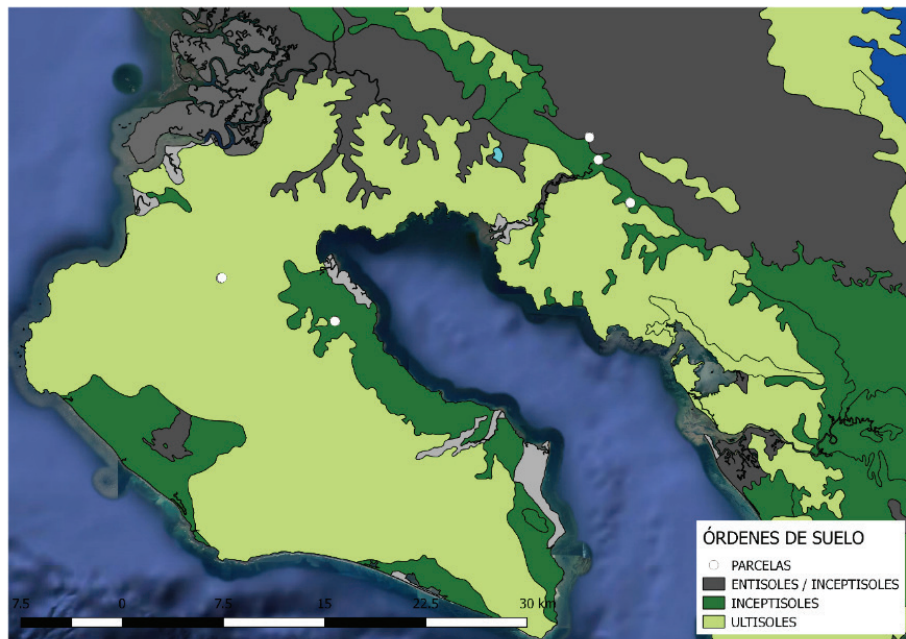 ÓRDENES DE SUELO
PARCELAS
ENTISOLES / INCEPTISOLES
INCEPTISOLES
ULTISOLES
7.5 0 7.5 15 22.5 30 km